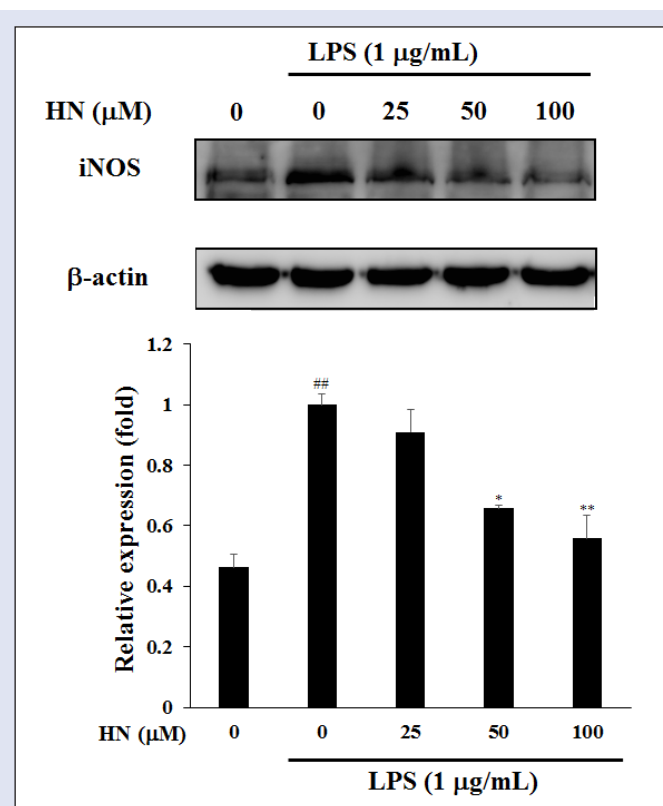 LPS (1 μg/mL)
HN (μM) 0 0 25 50 100
iNOS
β-actin
1.2
1
0.8
0.6
0.4
0.2
0
Relative expression (fold)
##
*
**
HN (μM) 0 0 25 50 100
LPS (1 μg/mL)